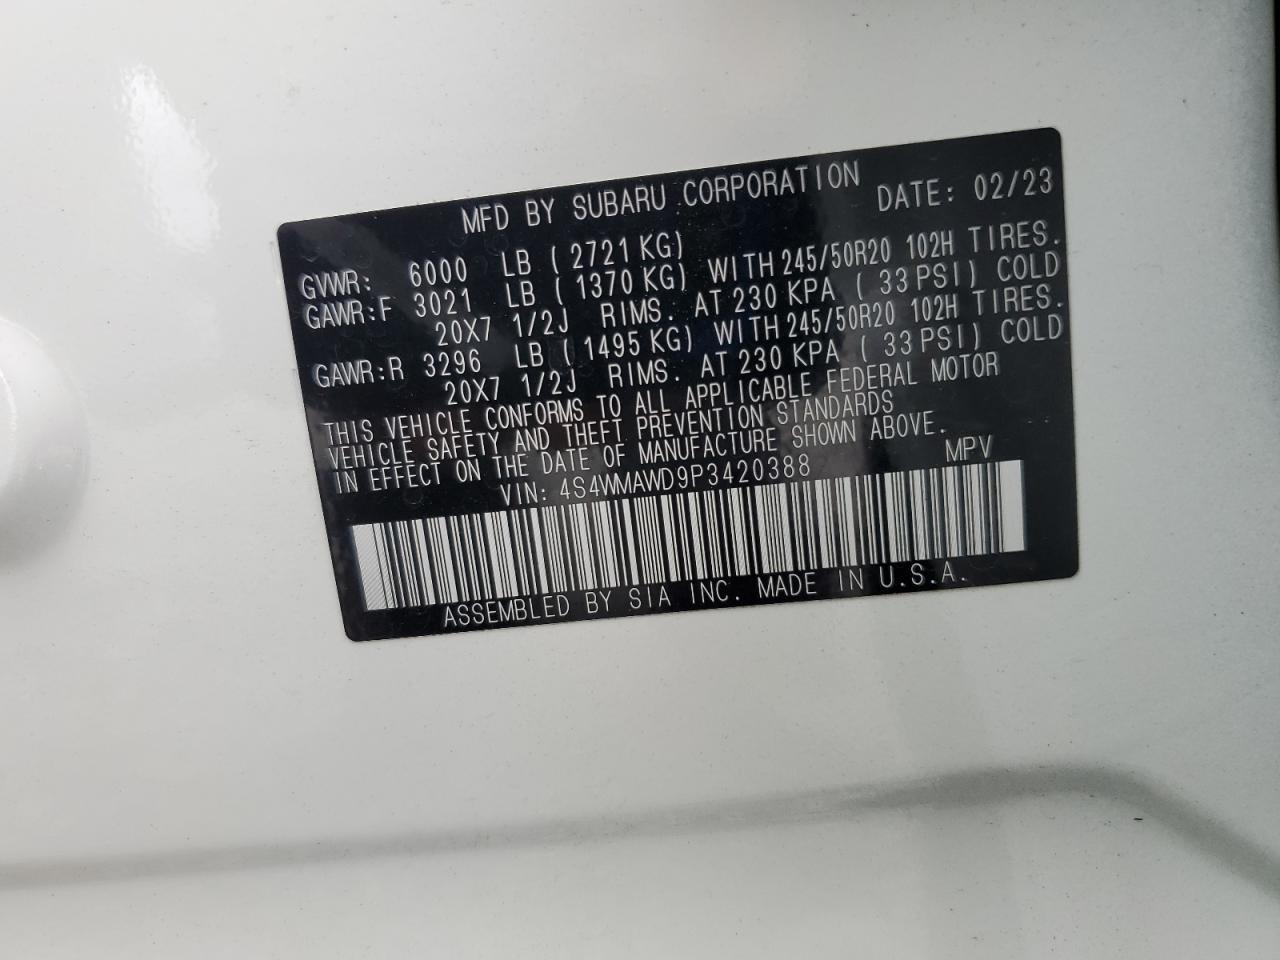 MFD BY SUBARU CORPORATION DATE: 02/23
GVWR: 6000 LB ( 2721 KG)
GAWR:F 3021 LB ( 1370 KG) WITH 245/50R20 102H TIRES.
20X7 1/2J RIMS. AT 230 KPA ( 33 PSI) COLD
GAWR:R 3296 LB ( 1495 KG) WITH 245/50R20 102H TIRES.
20X7 1/2J RIMS. AT 230 KPA ( 33 PSI) COLD
THIS VEHICLE CONFORMS TO ALL APPLICABLE FEDERAL MOTOR
VEHICLE SAFETY AND THEFT PREVENTION STANDARDS
IN EFFECT ON THE DATE OF MANUFACTURE SHOWN ABOVE.
VIN: 4S4WMAWD9P3420388 MPV
ASSEMBLED BY SIA INC. MADE IN U.S.A.